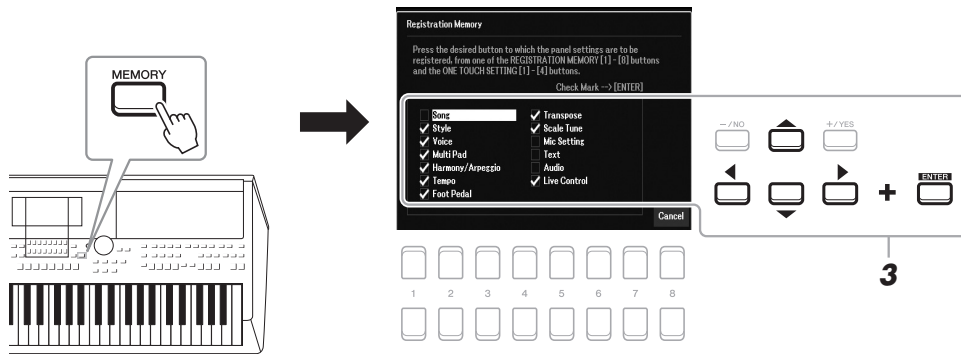 MEMORY
Registration Memory
Press the desired button to which the panel settings are to be
registered, from one of the REGISTRATION MEMORY [1] - [8] buttons
and the ONE TOUCH SETTING [1] - [4] buttons.
Check Mark --> [ENTER]
Song
Style
Voice
Multi Pad
Harmony/Arpeggio
Tempo
Foot Pedal
Transpose
Scale Tune
Mic Setting
Text
Audio
Live Control
Cancel
-/NO
+/YES
+
ENTER
3
1 2 3 4 5 6 7 8